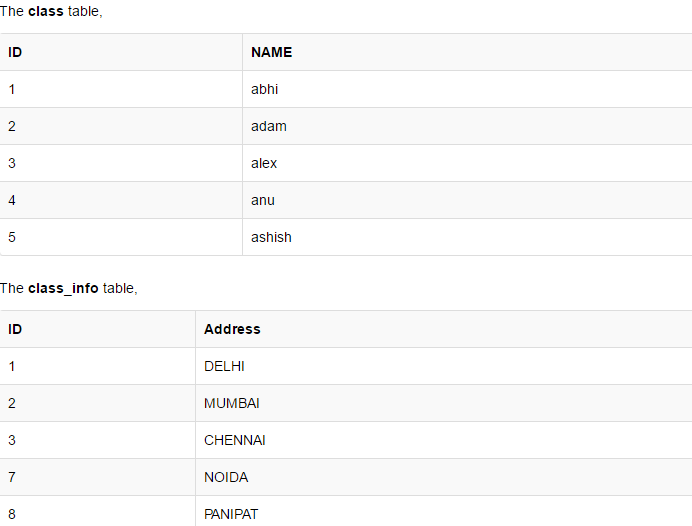 The class table,
ID NAME
1 abhi
2 adam
3 alex
4 anu
5 ashish
The class_info table,
ID Address
1 DELHI
2 MUMBAI
3 CHENNAI
7 NOIDA
8 PANIPAT